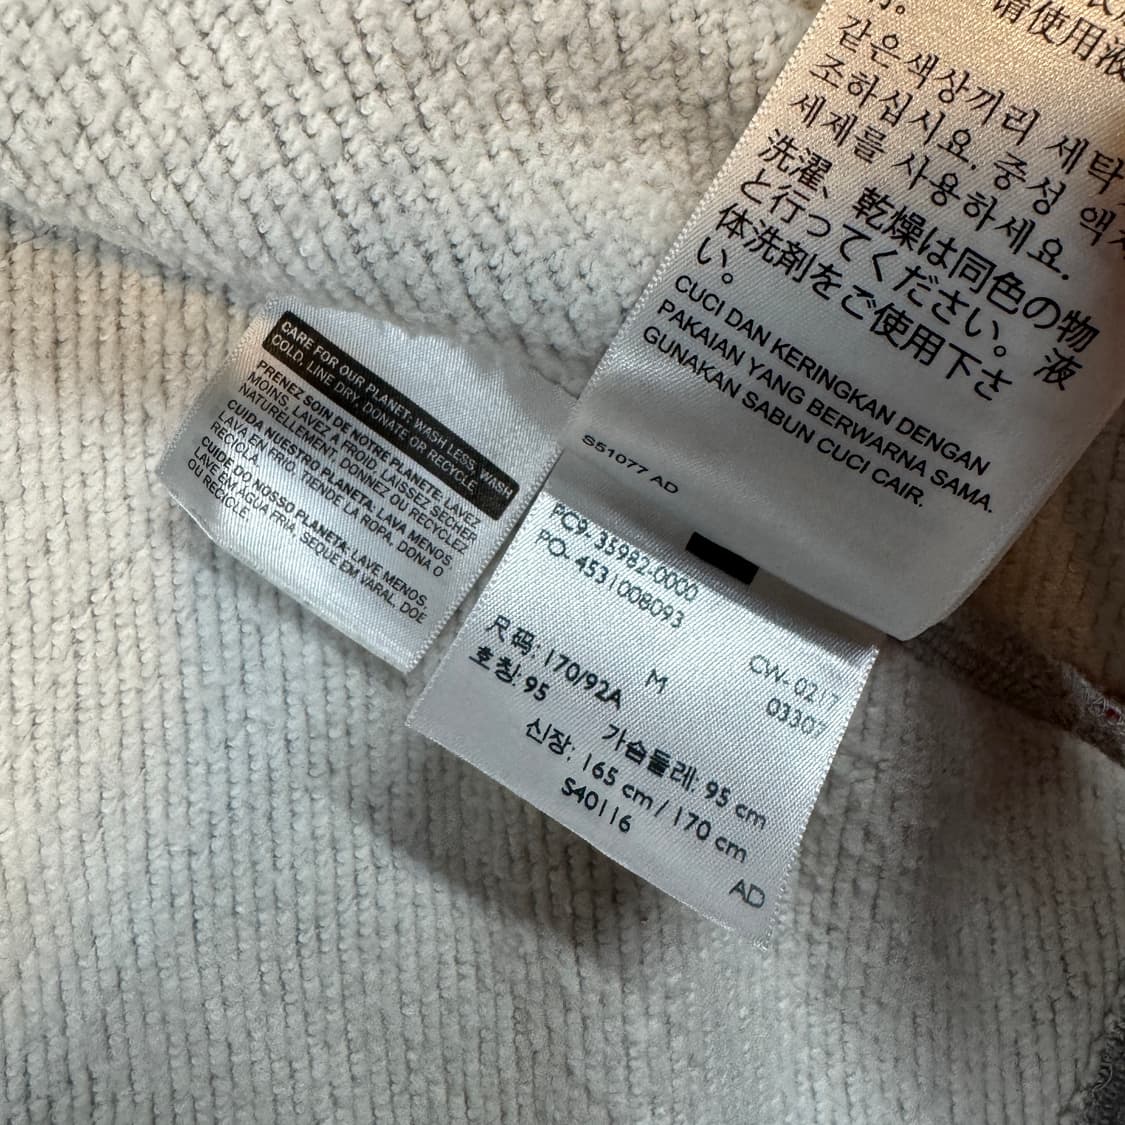 CARE FOR OUR PLANET: WASH LESS, WASH
COLD, LINE DRY, DONATE OR RECYCLE.
PRENEZ SOIN DE NOTRE PLANETE: LAVEZ
MOINS, LAVEZ A FROID, LAISSEZ SECHER
NATURELLEMENT, DONNEZ OU RECYCLEZ
CUIDA NUESTRO PLANETA: LAVA MENOS,
LAVA EN FRIO, TIENDE LA ROPA, DONA O
RECICLA.
CUIDE DO NOSSO PLANETA: LAVE MENOS,
LAVE EM AGUA FRIA, SEQUE EM VARAL, DOE
OU RECICLE.
请使用液
같은색상끼리 세탁
조하십시요. 중성 액
세제를 사용하세요.
洗濯、乾燥は同色の物
と行ってください。液
体洗剤をご使用下さ
い。
CUCI DAN KERINGKAN DENGAN
PAKAIAN YANG BERWARNA SAMA.
GUNAKAN SABUN CUCI CAIR.
S51077 AD
PC9- 35982-0000
PO- 4531008093
CW- 0217
03307
尺码: 170/92A M
호칭: 95
가슴둘레: 95 cm
신장: 165 cm / 170 cm
S40116
AD